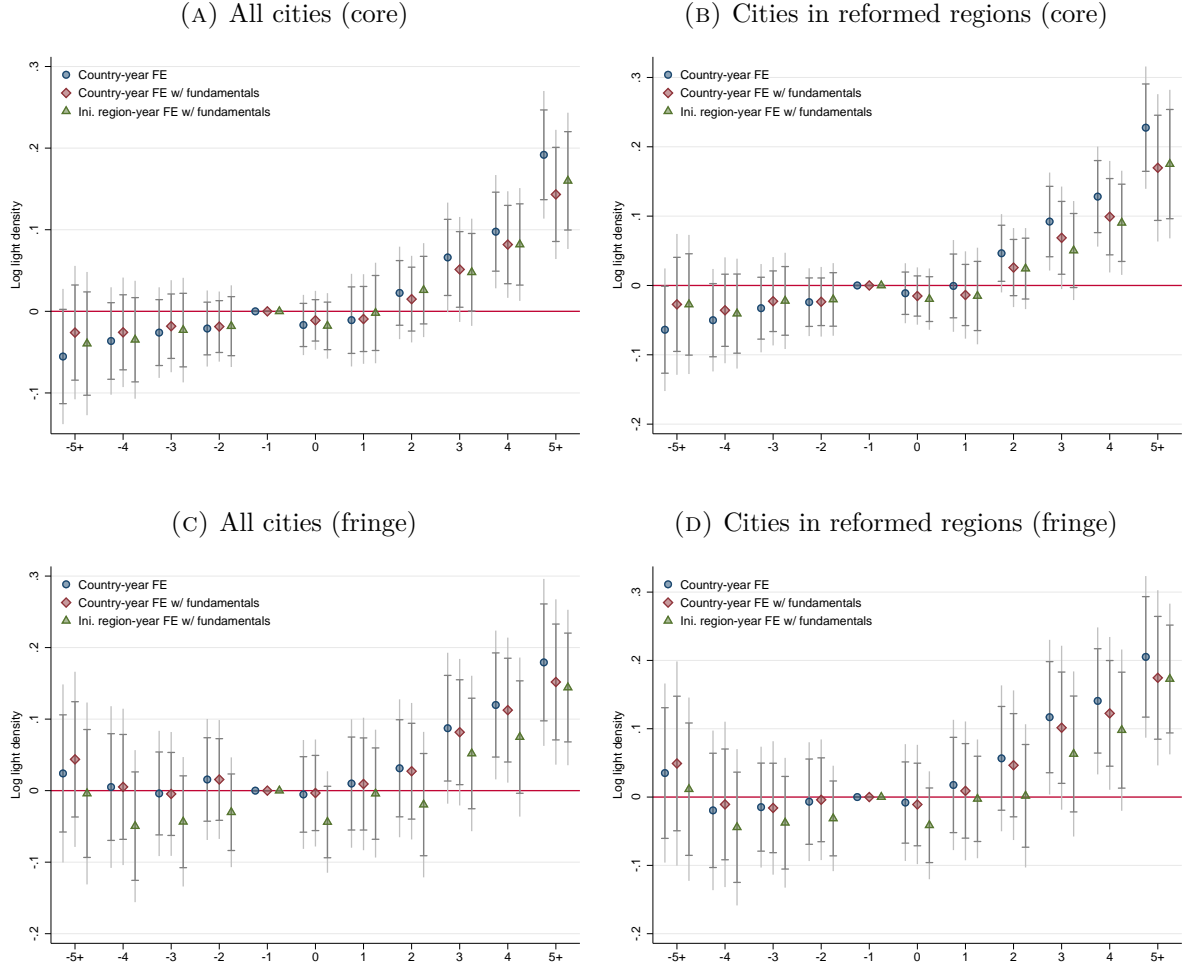 (A) All cities (core)
Log light density
.3
.2
.1
0
-.1
Country-year FE
Country-year FE w/ fundamentals
Ini. region-year FE w/ fundamentals
-5+ -4 -3 -2 -1 0 1 2 3 4 5+
(B) Cities in reformed regions (core)
Log light density
.3
.2
.1
0
-.1
-.2
Country-year FE
Country-year FE w/ fundamentals
Ini. region-year FE w/ fundamentals
-5+ -4 -3 -2 -1 0 1 2 3 4 5+
(C) All cities (fringe)
Log light density
.3
.2
.1
0
-.1
-.2
Country-year FE
Country-year FE w/ fundamentals
Ini. region-year FE w/ fundamentals
-5+ -4 -3 -2 -1 0 1 2 3 4 5+
(D) Cities in reformed regions (fringe)
Log light density
.3
.2
.1
0
-.1
-.2
Country-year FE
Country-year FE w/ fundamentals
Ini. region-year FE w/ fundamentals
-5+ -4 -3 -2 -1 0 1 2 3 4 5+